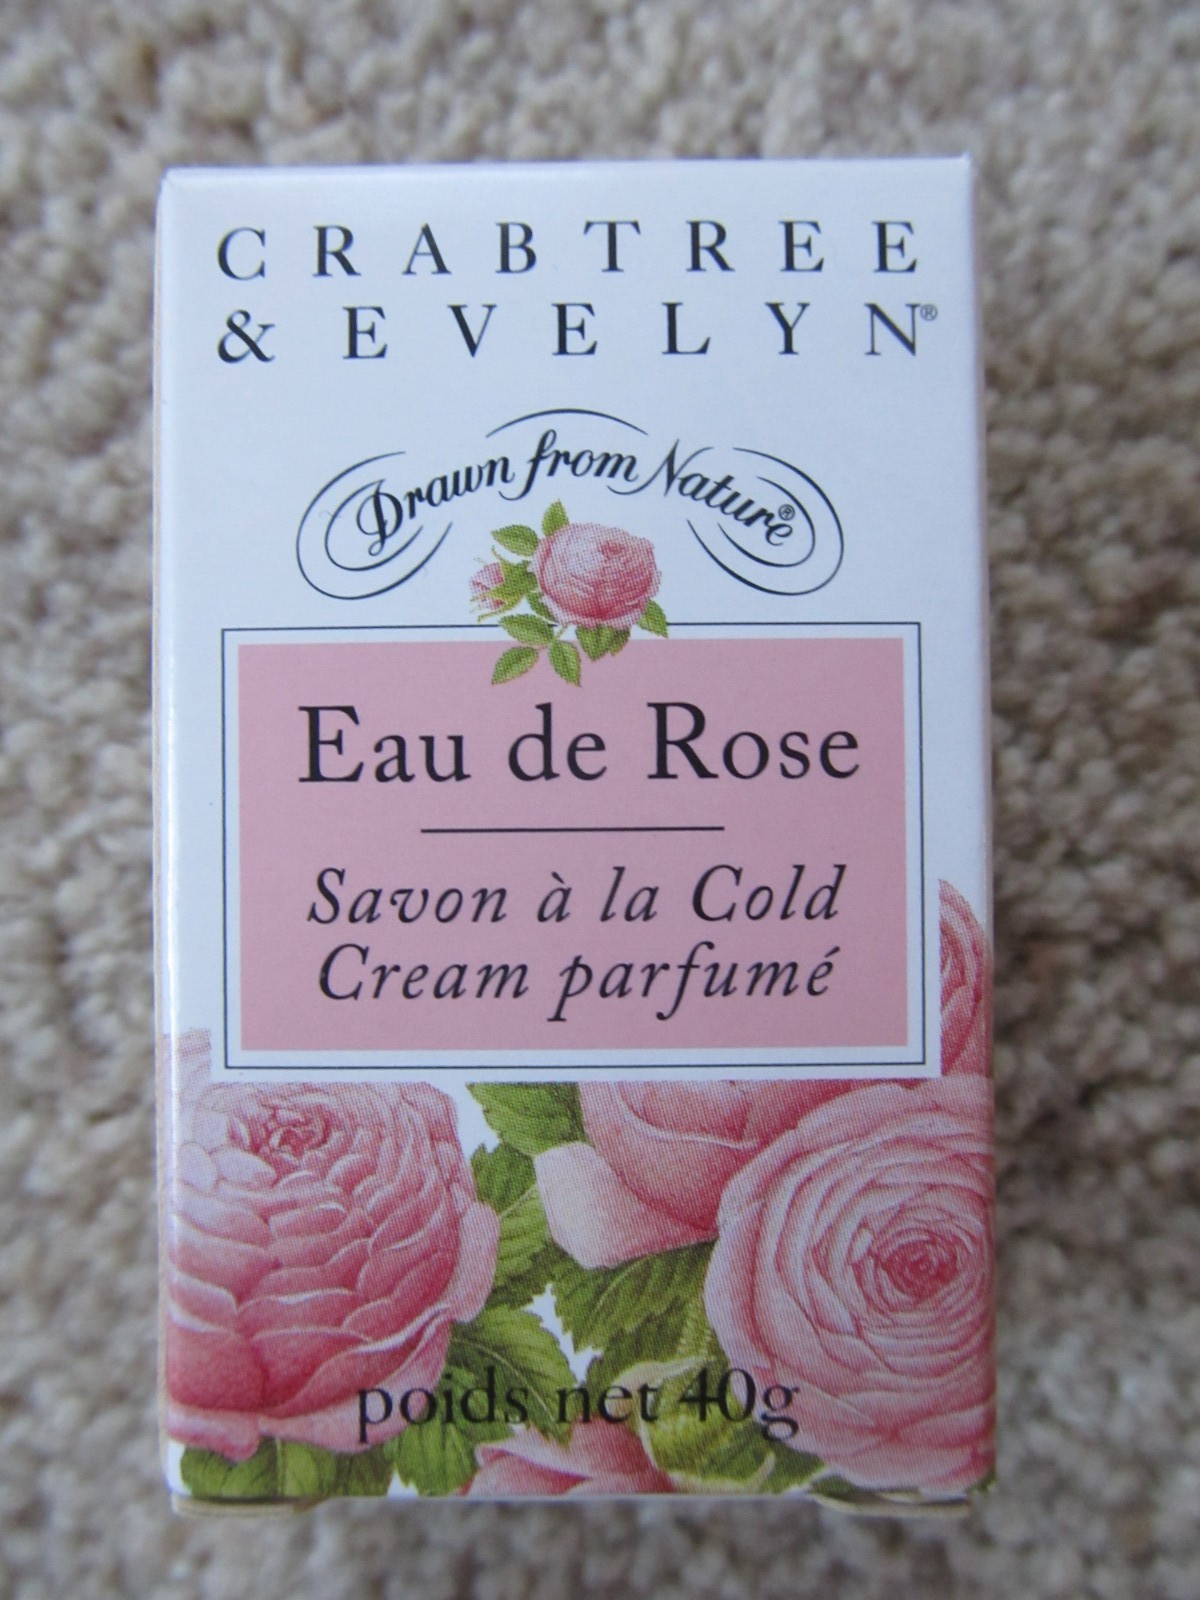 CRABTREE
& EVELYN®
Drawn from Nature®
Eau de Rose
Savon à la Cold
Cream parfumé
poids net 40g